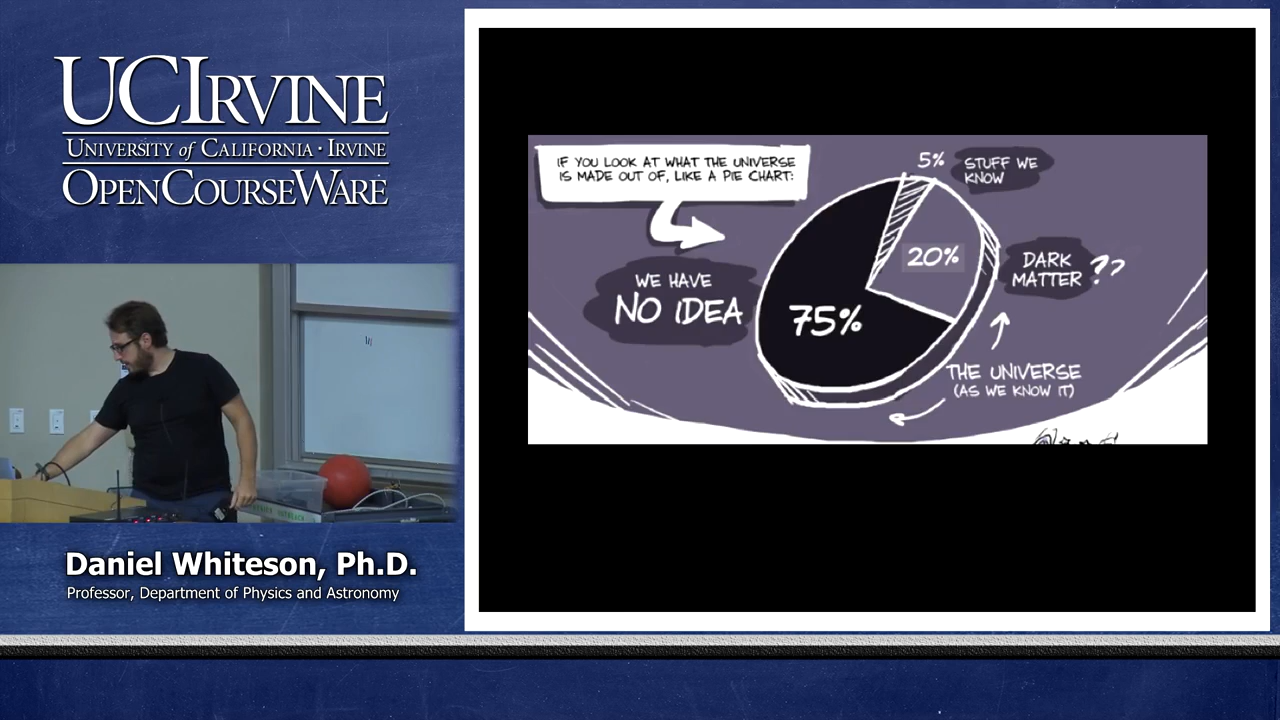 UCIRVINE
UNIVERSITY of CALIFORNIA · IRVINE
OPENCOURSEWARE
Daniel Whiteson, Ph.D.
Professor, Department of Physics and Astronomy
IF YOU LOOK AT WHAT THE UNIVERSE
IS MADE OUT OF, LIKE A PIE CHART:
5%
STUFF WE
KNOW
20%
DARK
MATTER ??
WE HAVE
NO IDEA
75%
THE UNIVERSE
(AS WE KNOW IT)